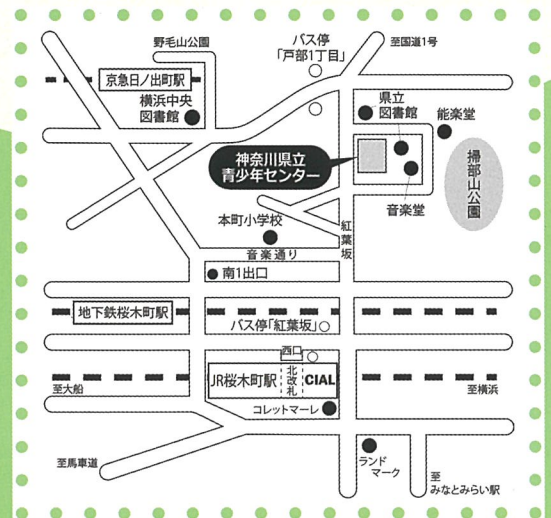 野毛山公園
バス停
「戸部1丁目」
至国道1号
京急日ノ出町駅
横浜中央
図書館
県立
図書館
能楽堂
神奈川県立
青少年センター
掃部山公園
音楽堂
本町小学校
紅葉坂
音楽通り
南1出口
地下鉄桜木町駅
バス停「紅葉坂」
西口
JR桜木町駅
北改札
CIAL
至大船
至横浜
コレットマーレ
至馬車道
ランド
マーク
至
みなとみらい駅